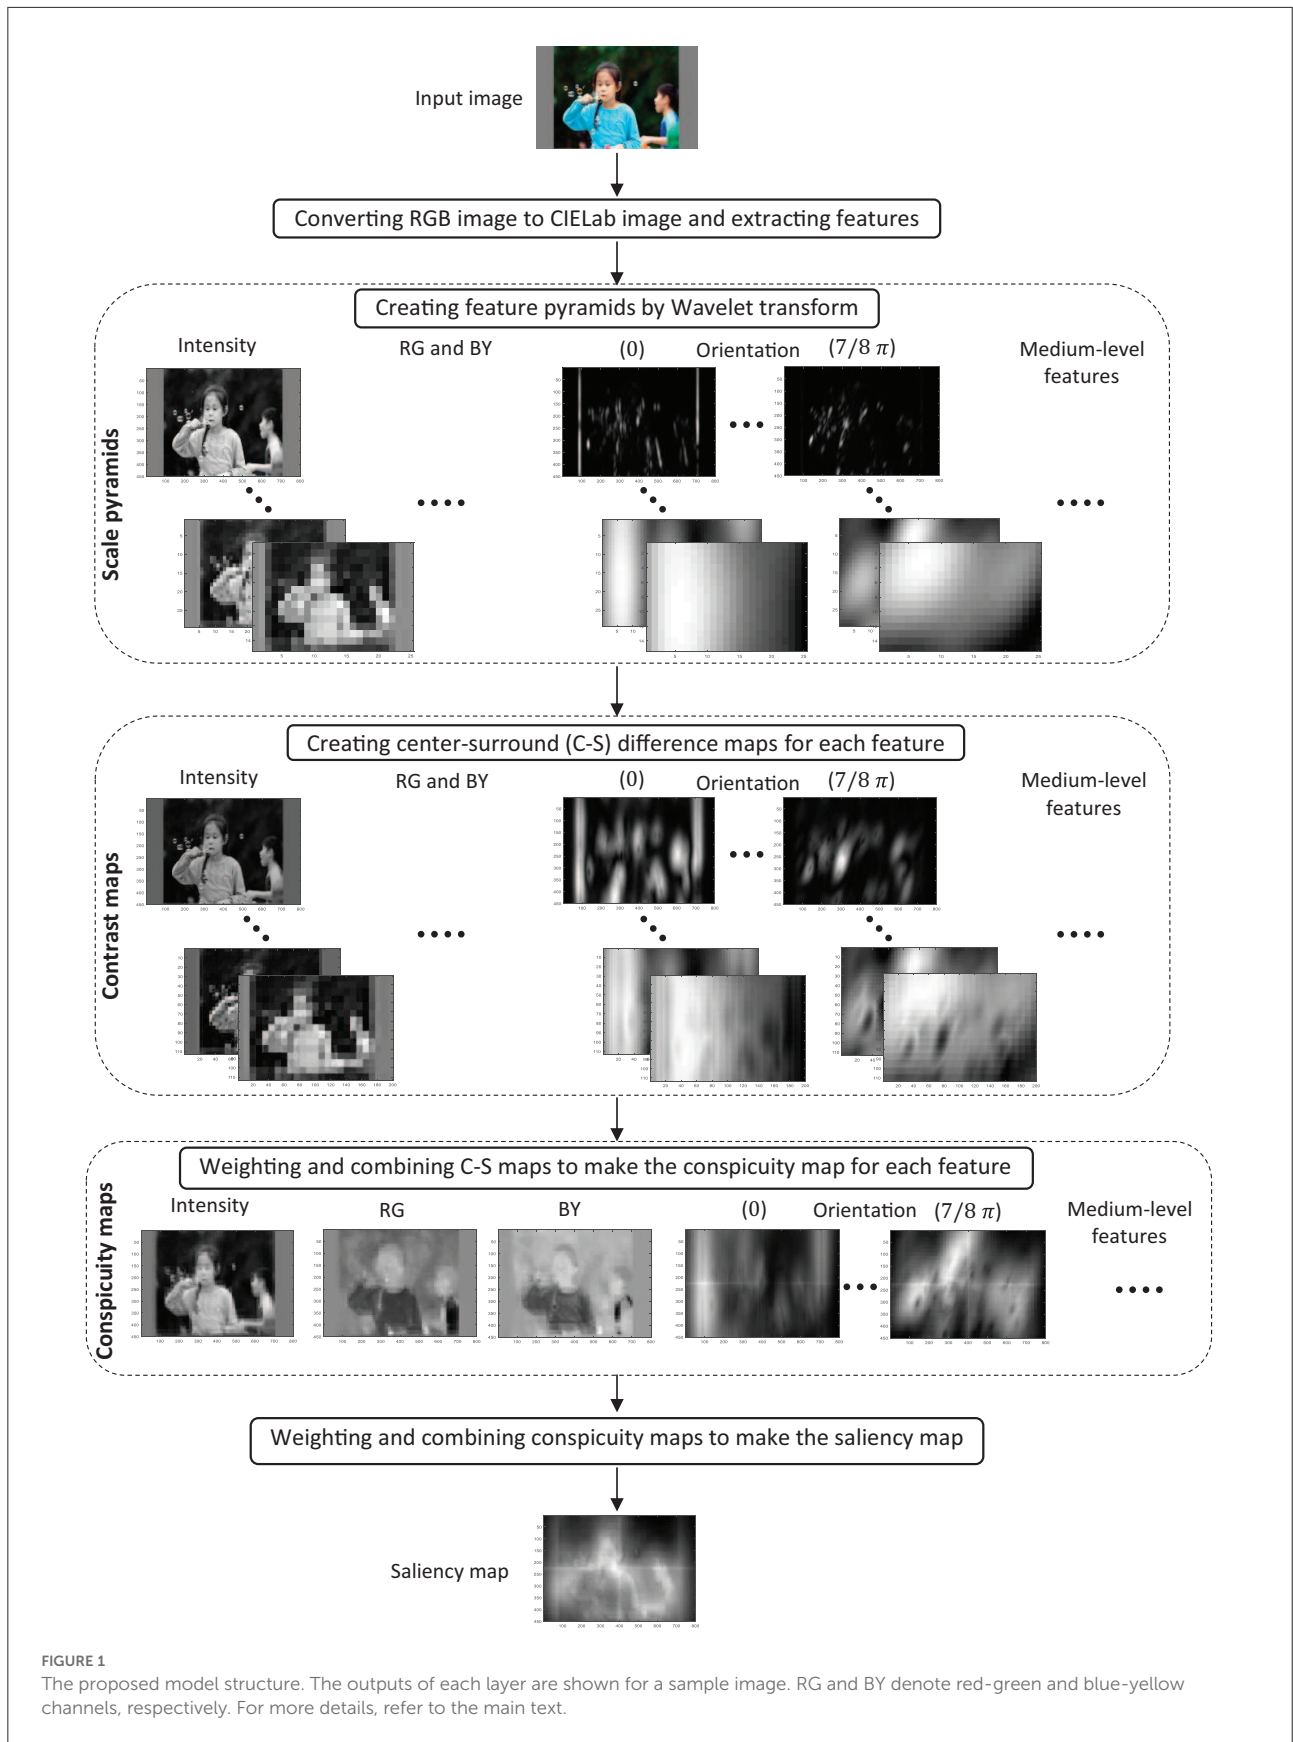 Input image
Converting RGB image to CIELab image and extracting features
Creating feature pyramids by Wavelet transform
Scale pyramids
Intensity
RG and BY
(0)
Orientation
(7/8 π)
Medium-level
features
Creating center-surround (C-S) difference maps for each feature
Contrast maps
Intensity
RG and BY
(0)
Orientation
(7/8 π)
Medium-level
features
Weighting and combining C-S maps to make the conspicuity map for each feature
Conspicuity maps
Intensity
RG
BY
(0)
Orientation
(7/8 π)
Medium-level
features
Weighting and combining conspicuity maps to make the saliency map
Saliency map
FIGURE 1
The proposed model structure. The outputs of each layer are shown for a sample image. RG and BY denote red-green and blue-yellow
channels, respectively. For more details, refer to the main text.